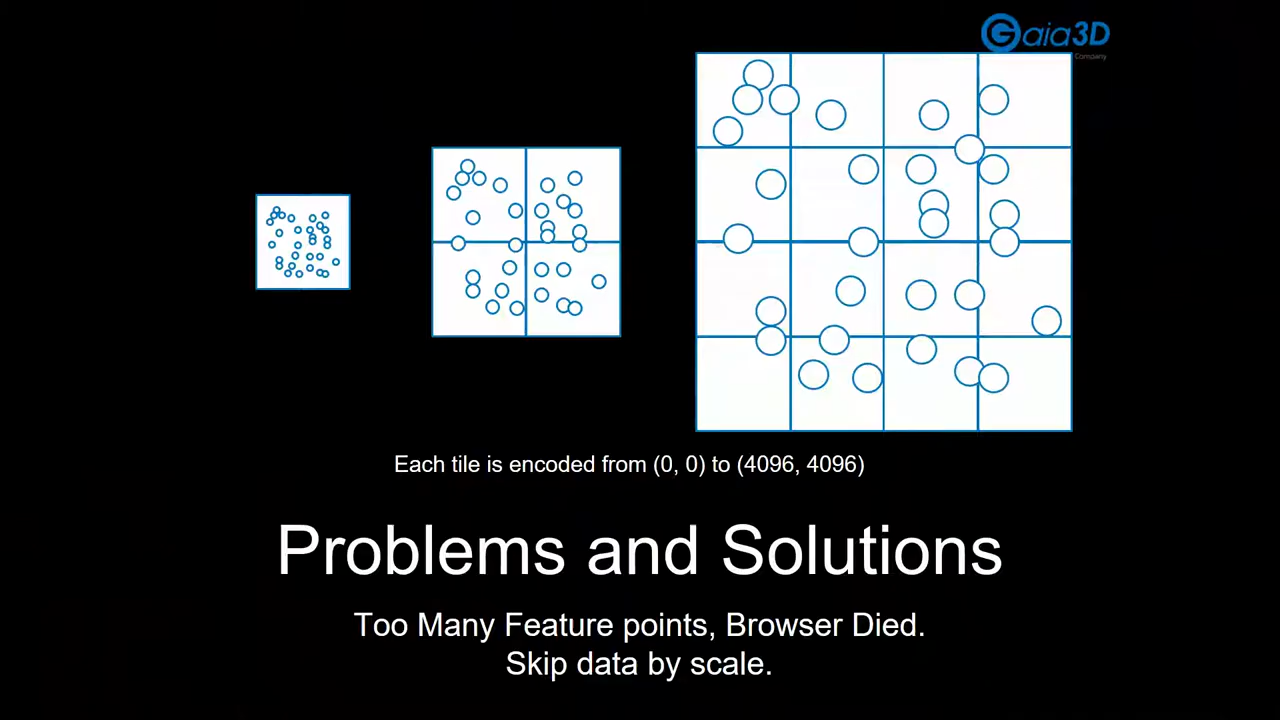 Gaia3D
Company
Each tile is encoded from (0, 0) to (4096, 4096)
Problems and Solutions
Too Many Feature points, Browser Died.
Skip data by scale.